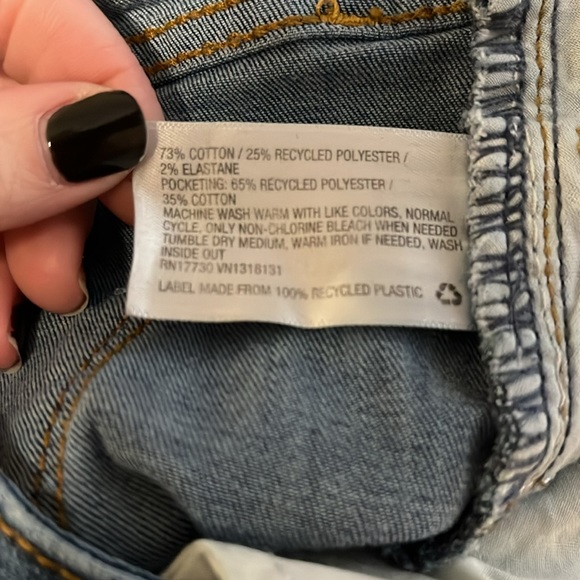 73% COTTON / 25% RECYCLED POLYESTER /
2% ELASTANE
POCKETING: 65% RECYCLED POLYESTER /
35% COTTON
MACHINE WASH WARM WITH LIKE COLORS, NORMAL
CYCLE, ONLY NON-CHLORINE BLEACH WHEN NEEDED
TUMBLE DRY MEDIUM, WARM IRON IF NEEDED, WASH
INSIDE OUT
RN17730 VN1316131
LABEL MADE FROM 100% RECYCLED PLASTIC